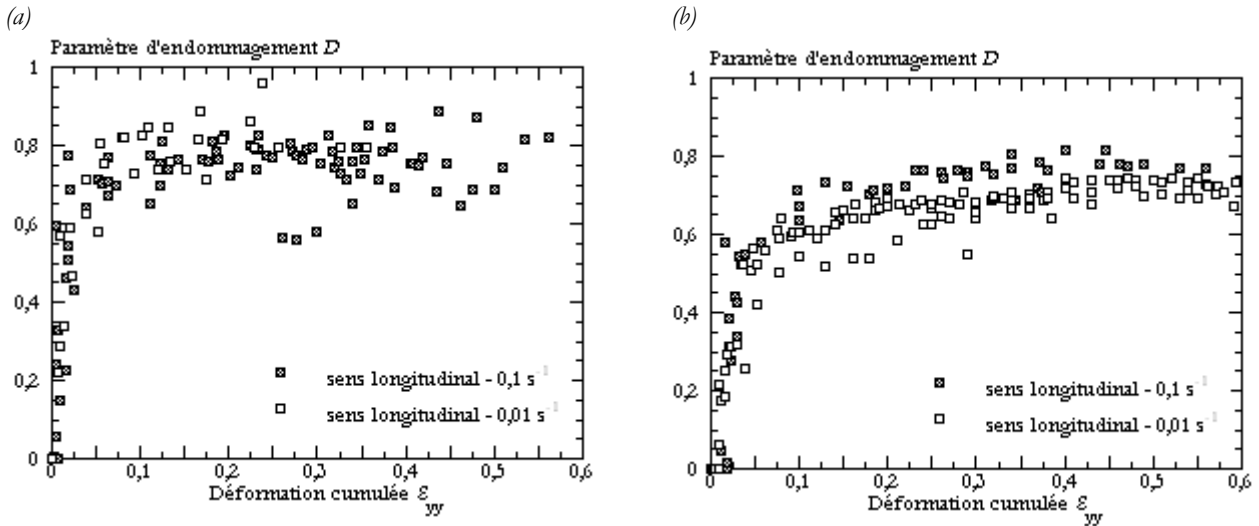 (a)
Paramètre d'endommagement D
1
0,8
0,6
0,4
0,2
0
0,1
0,2
0,3
0,4
0,5
0,6
sens longitudinal - 0,1 s⁻¹
sens longitudinal - 0,01 s⁻¹
Déformation cumulée ε_yy
(b)
Paramètre d'endommagement D
1
0,8
0,6
0,4
0,2
0
0
0,1
0,2
0,3
0,4
0,5
0,6
sens longitudinal - 0,1 s⁻¹
sens longitudinal - 0,01 s⁻¹
Déformation cumulée ε_yy